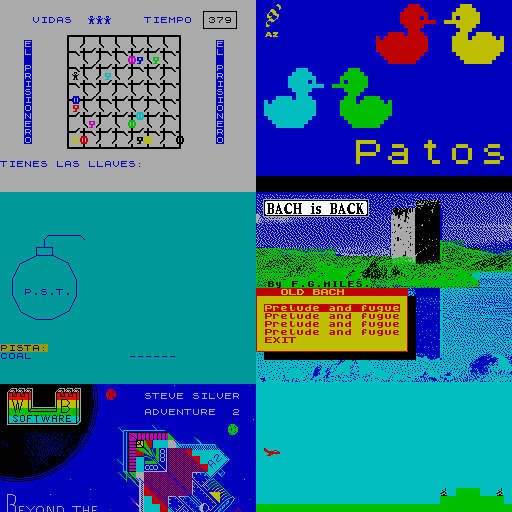 VIDAS TIEMPO 379
EL PRISIONERO
EL PRISIONERO
TIENES LAS LLAVES:
AZ
Patos
P.S.T.
PISTA:
COAL ------
BACH is BACK
By F.G.MILES.
OLD BACH
Prelude and fugue
Prelude and fugue
Prelude and fugue
Prelude and fugue
EXIT
W B
SOFTWARE
STEVE SILVER
ADVENTURE 2
BEYOND THE